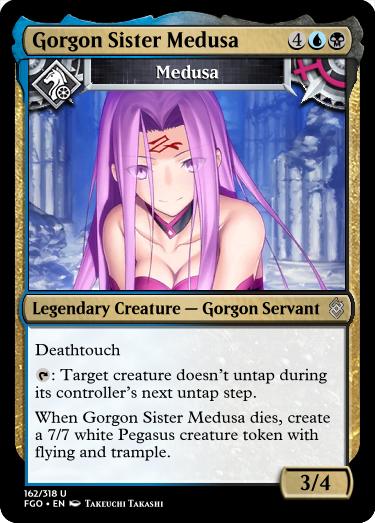 Gorgon Sister Medusa 4
Medusa
Legendary Creature — Gorgon Servant
Deathtouch
: Target creature doesn't untap during
its controller's next untap step.
When Gorgon Sister Medusa dies, create
a 7/7 white Pegasus creature token with
flying and trample.
3/4
162/318 U
FGO • EN Takeuchi Takashi